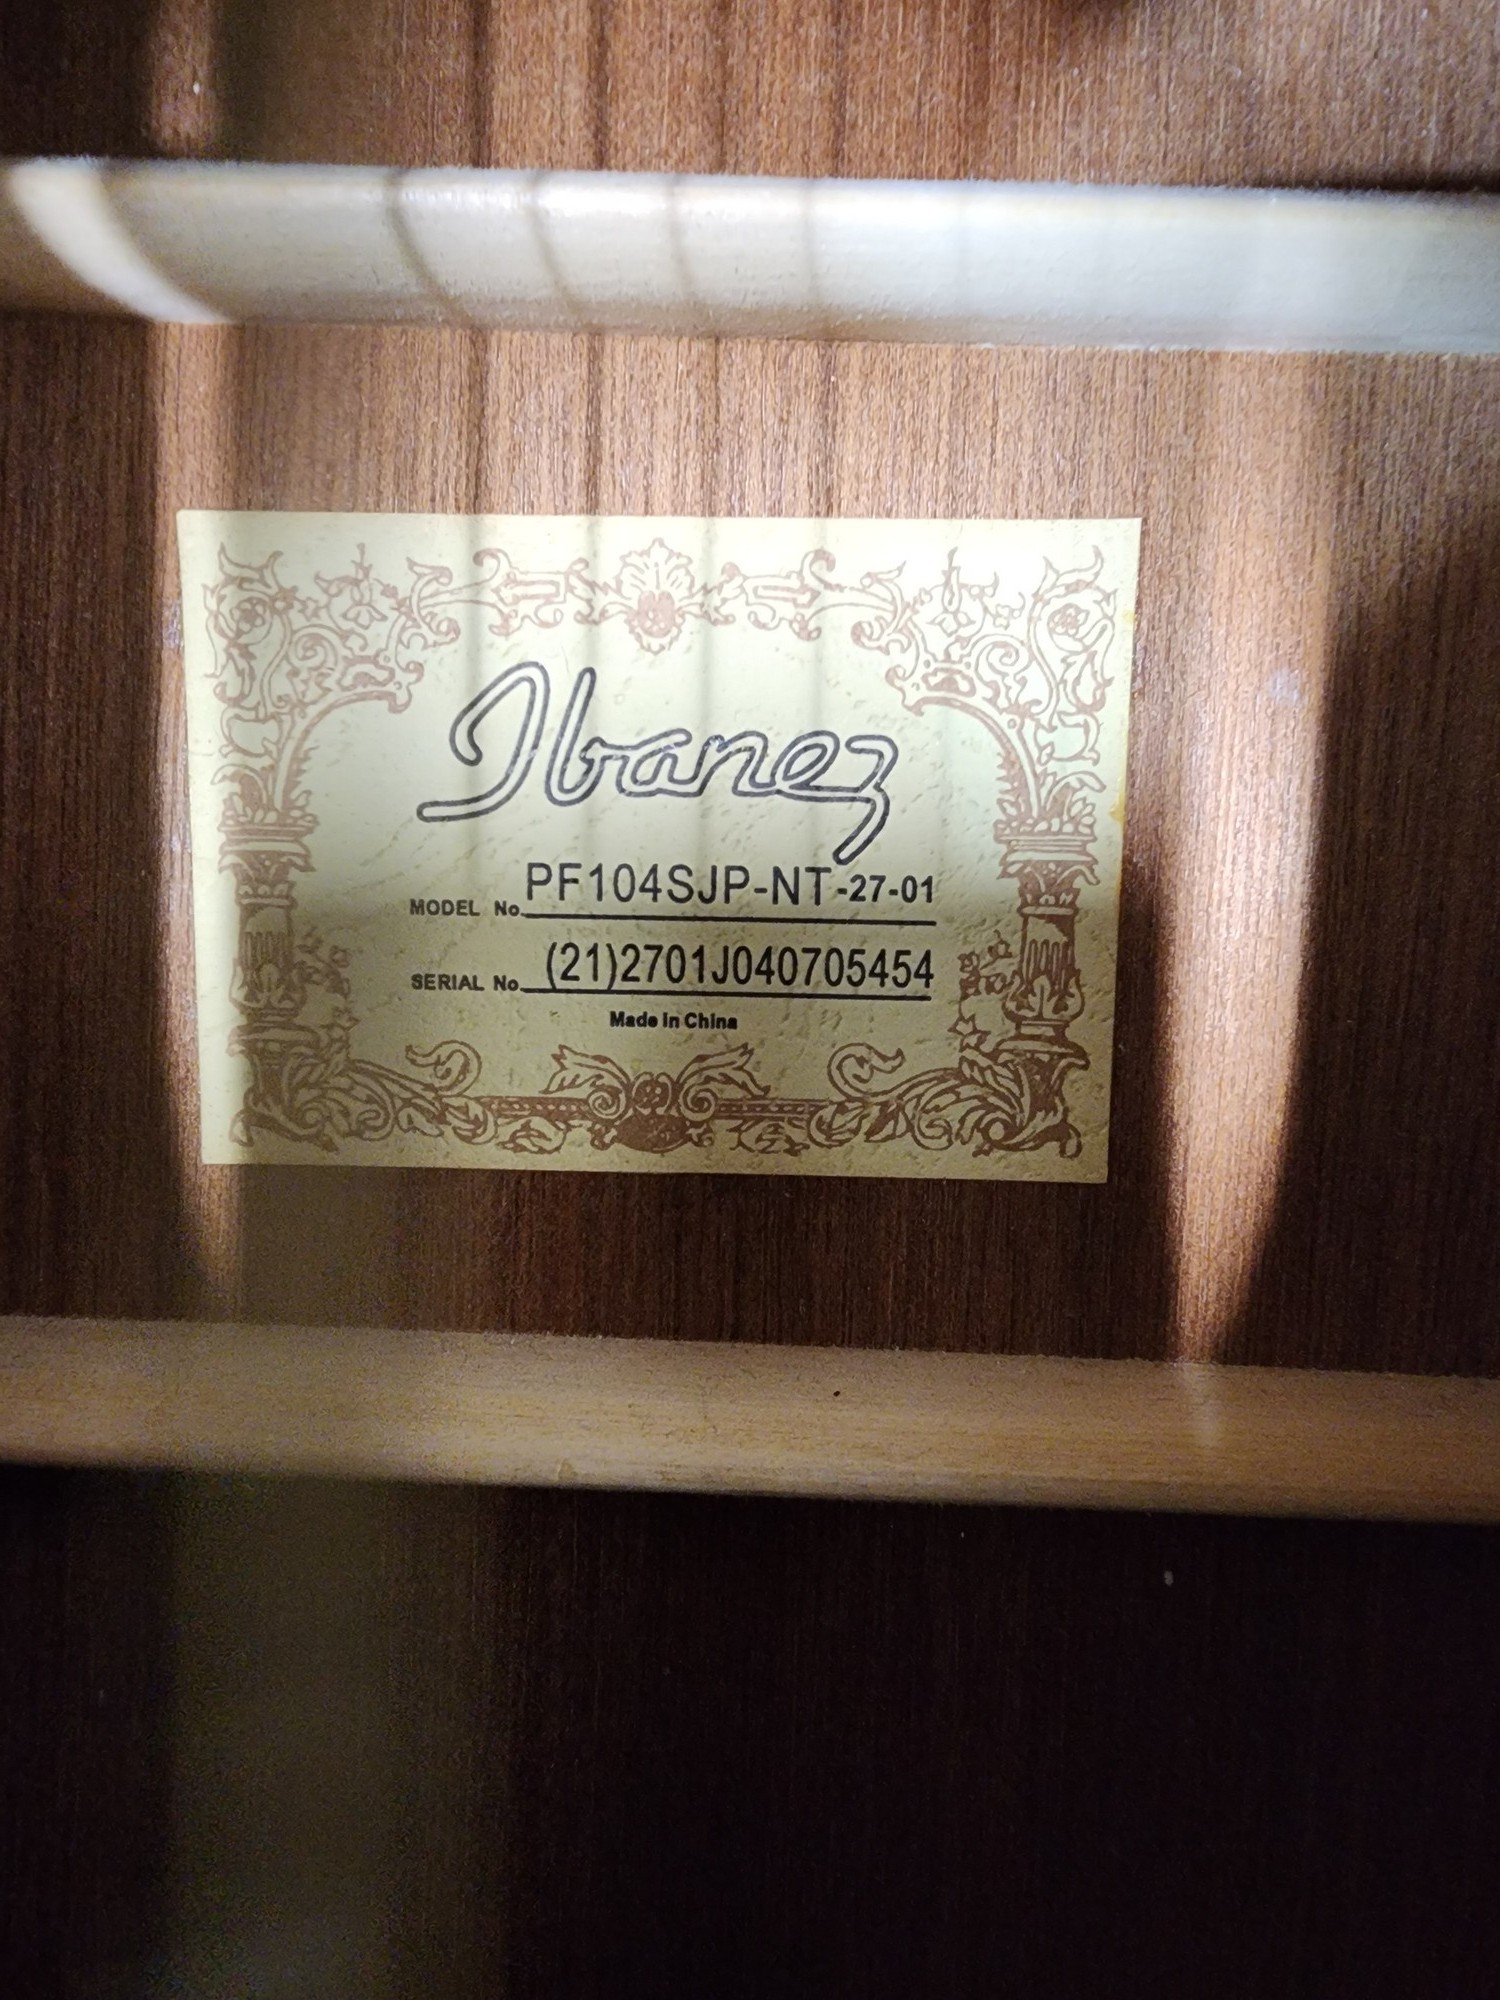 Ibanez
MODEL No. PF104SJP-NT-27-01
SERIAL No. (21)2701J040705454
Made in China